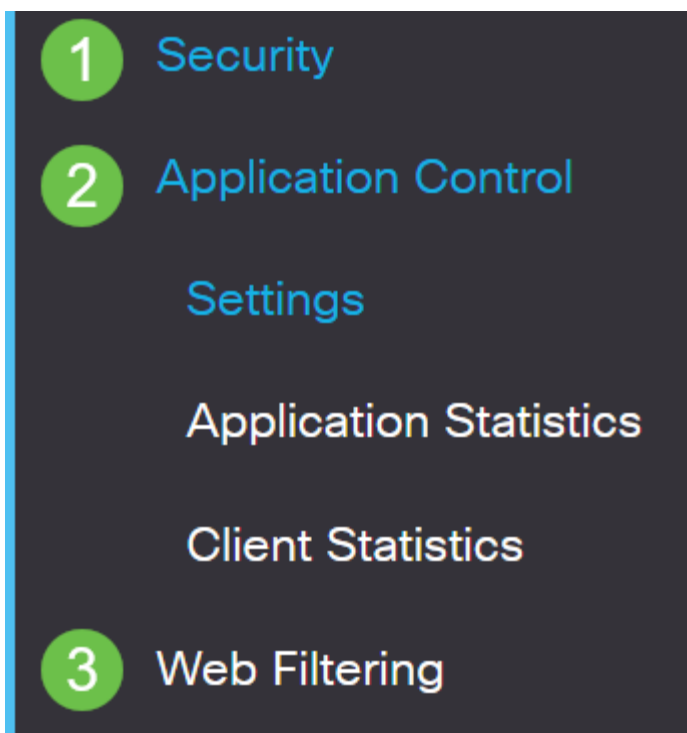 1 Security
2 Application Control
Settings
Application Statistics
Client Statistics
3 Web Filtering